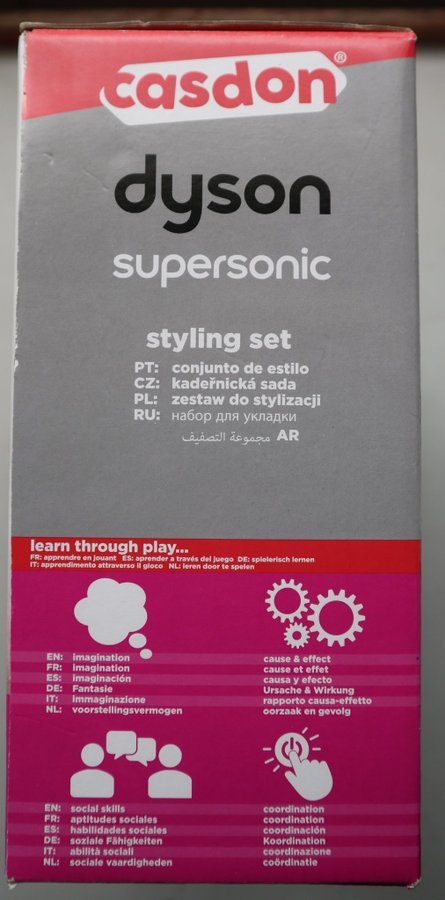 casdon®
dyson
supersonic
styling set
PT: conjunto de estilo
CZ: kadeřnická sada
PL: zestaw do stylizacji
RU: набор для укладки
AR مجموعة التصفيف
learn through play...
FR: apprendre en jouant ES: aprender a través del juego DE: spielerisch lernen
IT: apprendimento attraverso il gioco NL: leren door te spelen
EN: imagination
FR: imagination
ES: imaginación
DE: Fantasie
IT: immaginazione
NL: voorstellingsvermogen
cause & effect
cause et effet
causa y efecto
Ursache & Wirkung
rapporto causa-effetto
oorzaak en gevolg
EN: social skills
FR: aptitudes sociales
ES: habilidades sociales
DE: soziale Fähigkeiten
IT: abilità sociali
NL: sociale vaardigheden
coordination
coordination
coordinación
Koordination
coordinazione
coördinatie